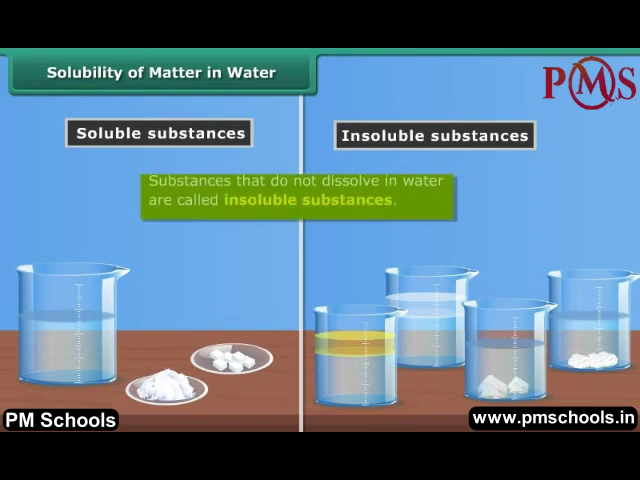 Solubility of Matter in Water
PMS
Soluble substances
Insoluble substances
Substances that do not dissolve in water
are called insoluble substances.
PM Schools
www.pmschools.in